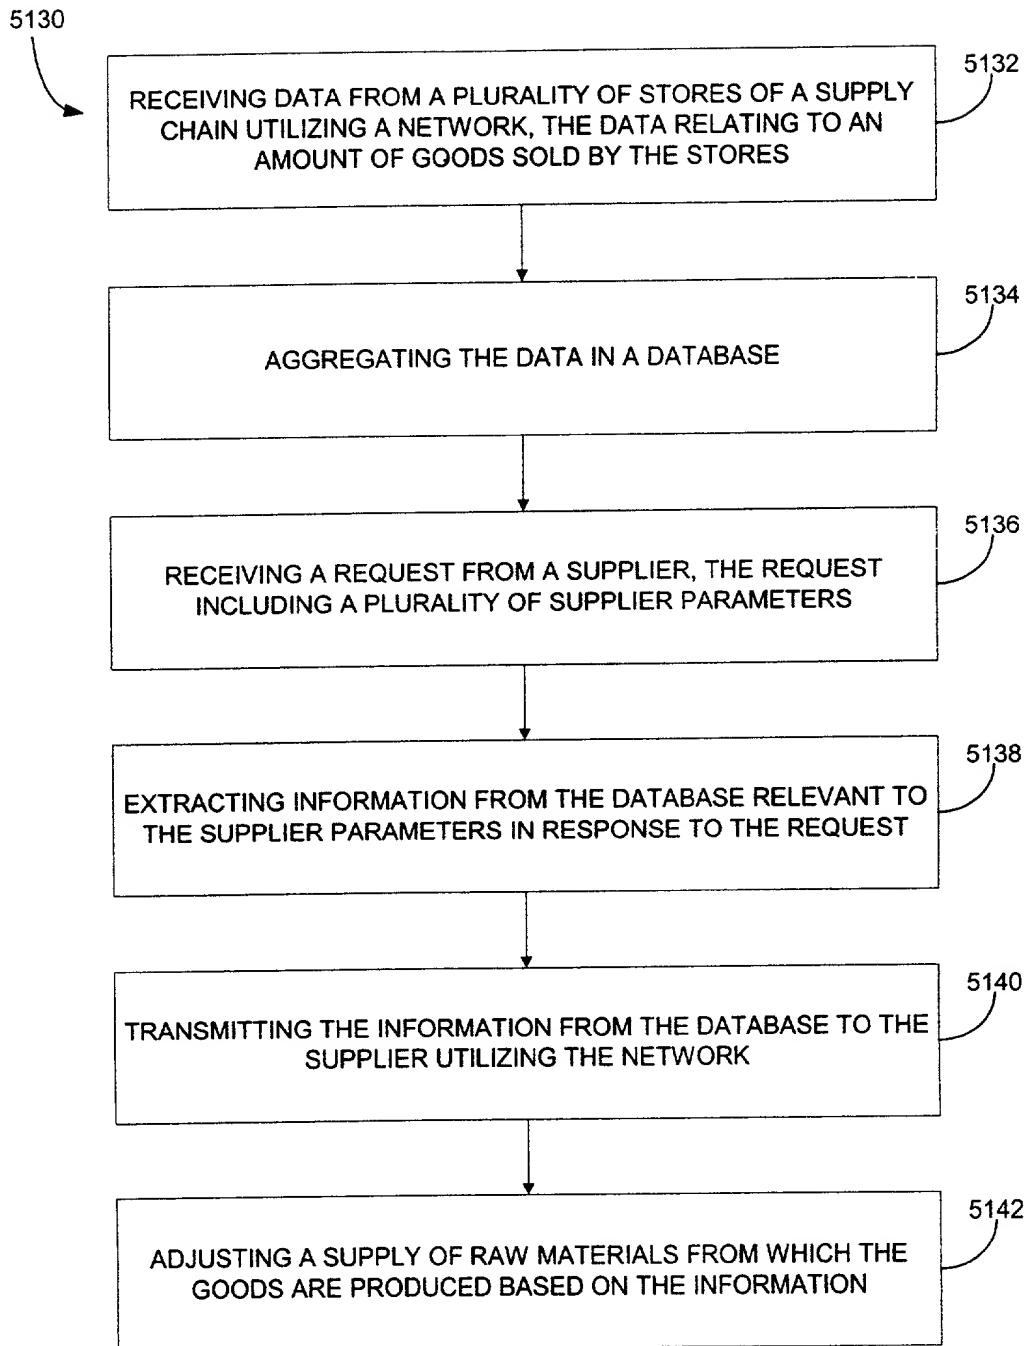 5130
5132
RECEIVING DATA FROM A PLURALITY OF STORES OF A SUPPLY
CHAIN UTILIZING A NETWORK, THE DATA RELATING TO AN
AMOUNT OF GOODS SOLD BY THE STORES
5134
AGGREGATING THE DATA IN A DATABASE
5136
RECEIVING A REQUEST FROM A SUPPLIER, THE REQUEST
INCLUDING A PLURALITY OF SUPPLIER PARAMETERS
5138
EXTRACTING INFORMATION FROM THE DATABASE RELEVANT TO
THE SUPPLIER PARAMETERS IN RESPONSE TO THE REQUEST
5140
TRANSMITTING THE INFORMATION FROM THE DATABASE TO THE
SUPPLIER UTILIZING THE NETWORK
5142
ADJUSTING A SUPPLY OF RAW MATERIALS FROM WHICH THE
GOODS ARE PRODUCED BASED ON THE INFORMATION